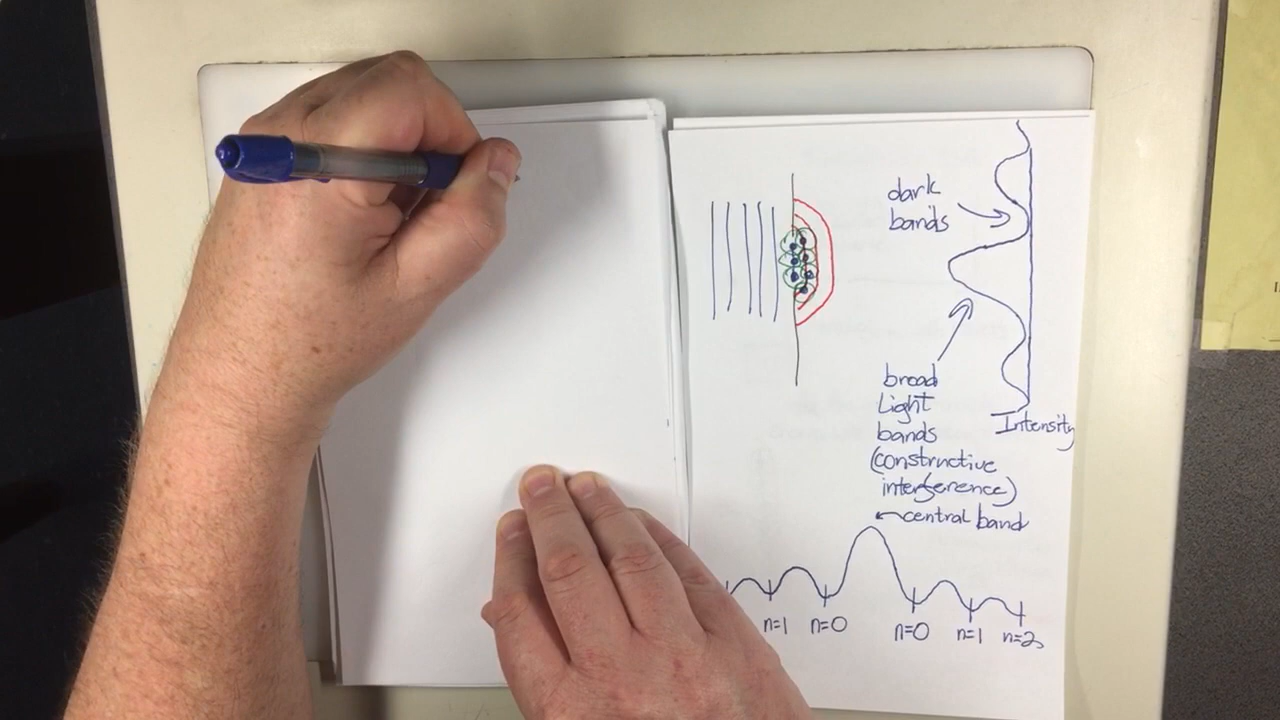 dark
bands
broad
Light
bands
(constructive
interference)
Intensity
central band
n=1 n=0 n=0 n=1 n=2